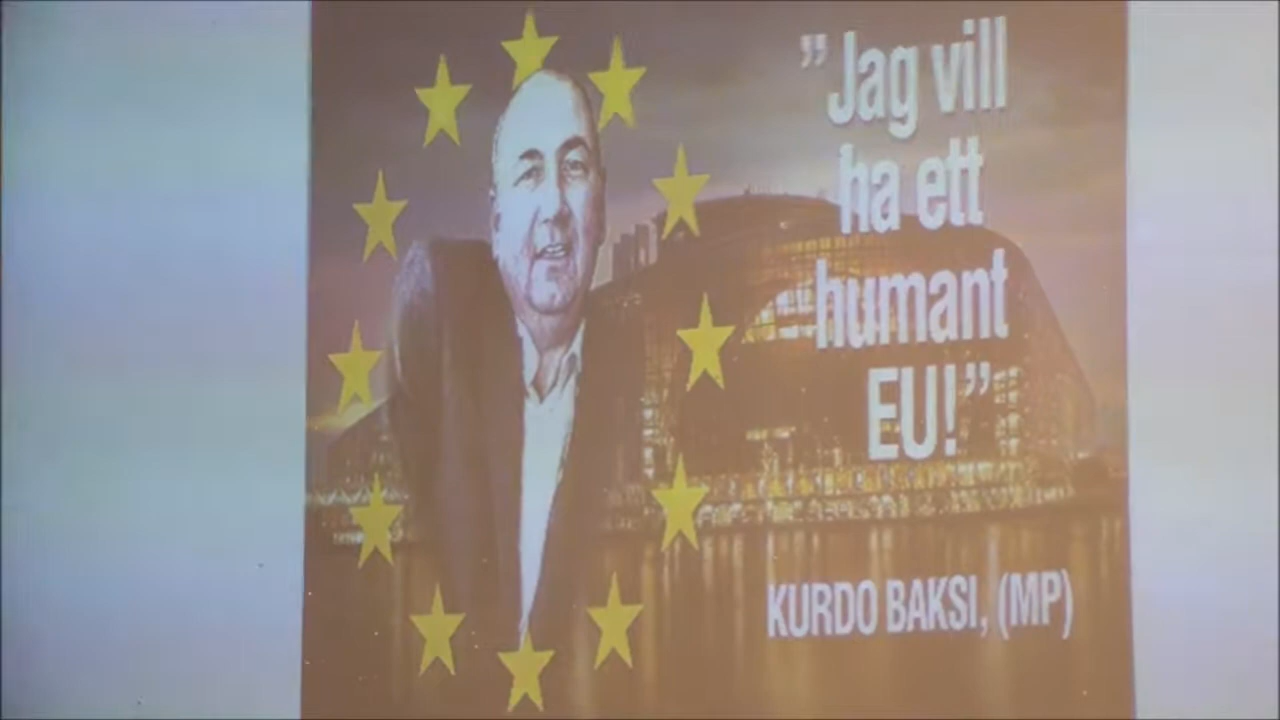 ”Jag vill
ha ett
humant
EU!”
KURDO BAKSI, (MP)